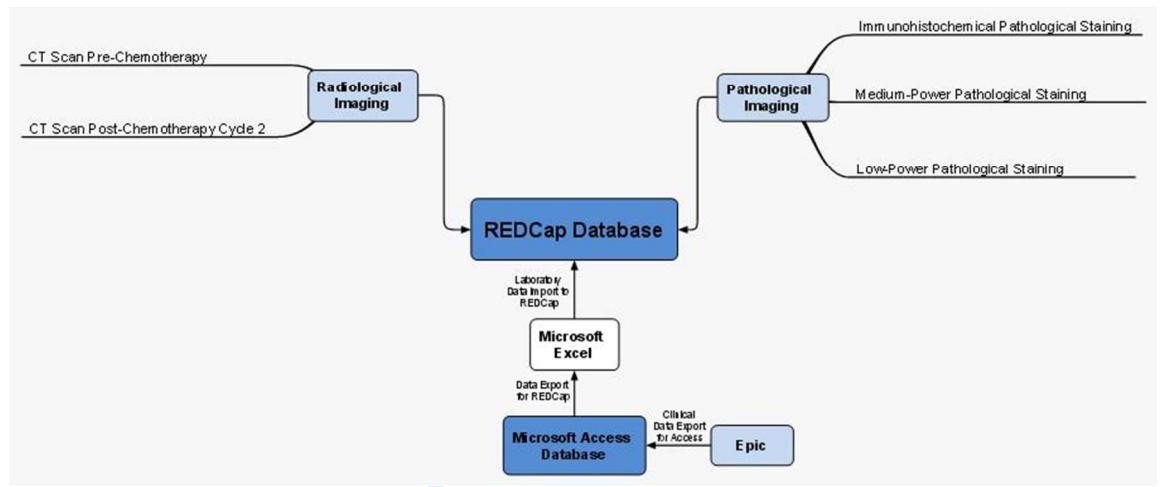 Immunohistochemical Pathological Staining
CT Scan Pre-Chemotherapy
Radiological
Imaging
Pathological
Imaging
Medium-Power Pathological Staining
CT Scan Post-Chemotherapy Cycle 2
Low-Power Pathological Staining
REDCap Database
Laboratory
Data Import to
REDCap
Microsoft
Excel
Data Export
for REDCap
Clinical
Data Export
for Access
Microsoft Access
Database
Epic